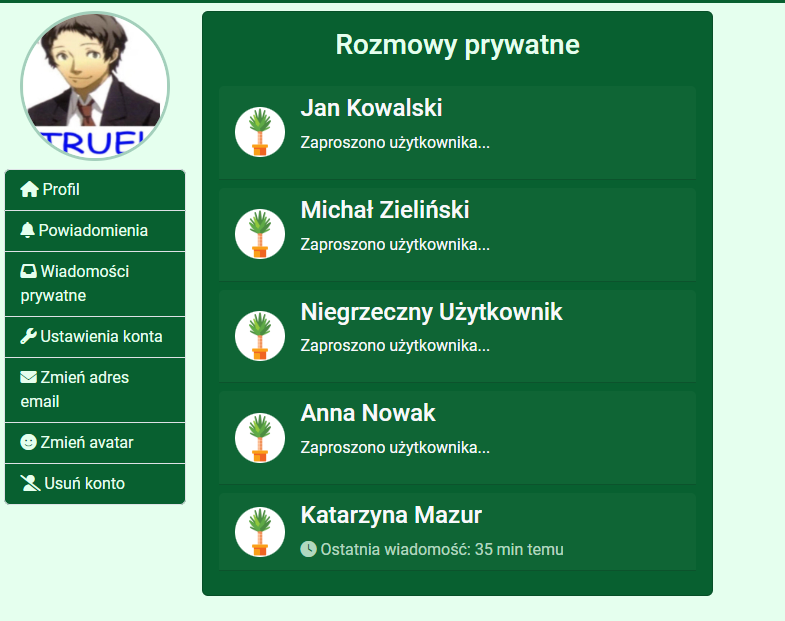 TRUE!
Profil
Powiadomienia
Wiadomości
prywatne
Ustawienia konta
Zmień adres
email
Zmień avatar
Usuń konto
Rozmowy prywatne
Jan Kowalski
Zaproszono użytkownika...
Michał Zieliński
Zaproszono użytkownika...
Niegrzeczny Użytkownik
Zaproszono użytkownika...
Anna Nowak
Zaproszono użytkownika...
Katarzyna Mazur
Ostatnia wiadomość: 35 min temu